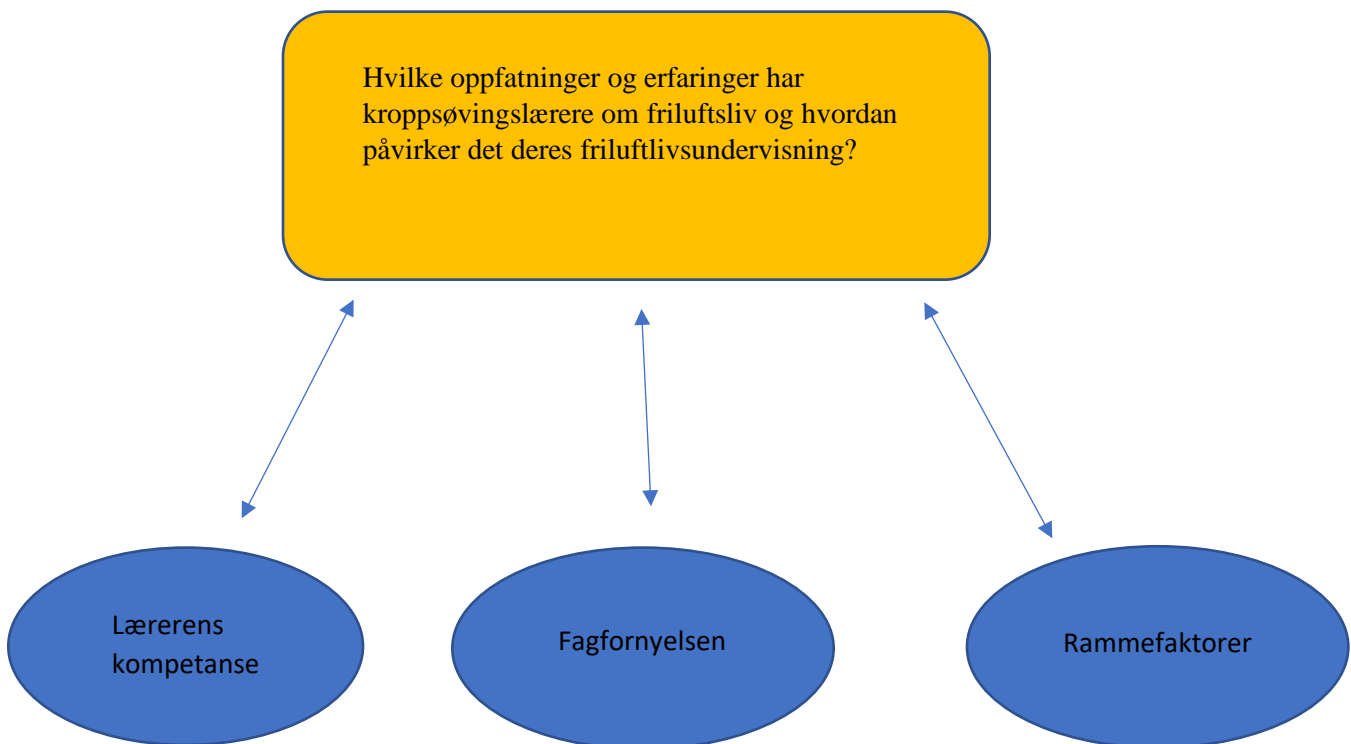 Hvilke oppfatninger og erfaringer har
kroppsøvingslærere om friluftsliv og hvordan
påvirker det deres friluftlivsundervisning?
Lærerens
kompetanse
Fagfornyelsen
Rammefaktorer